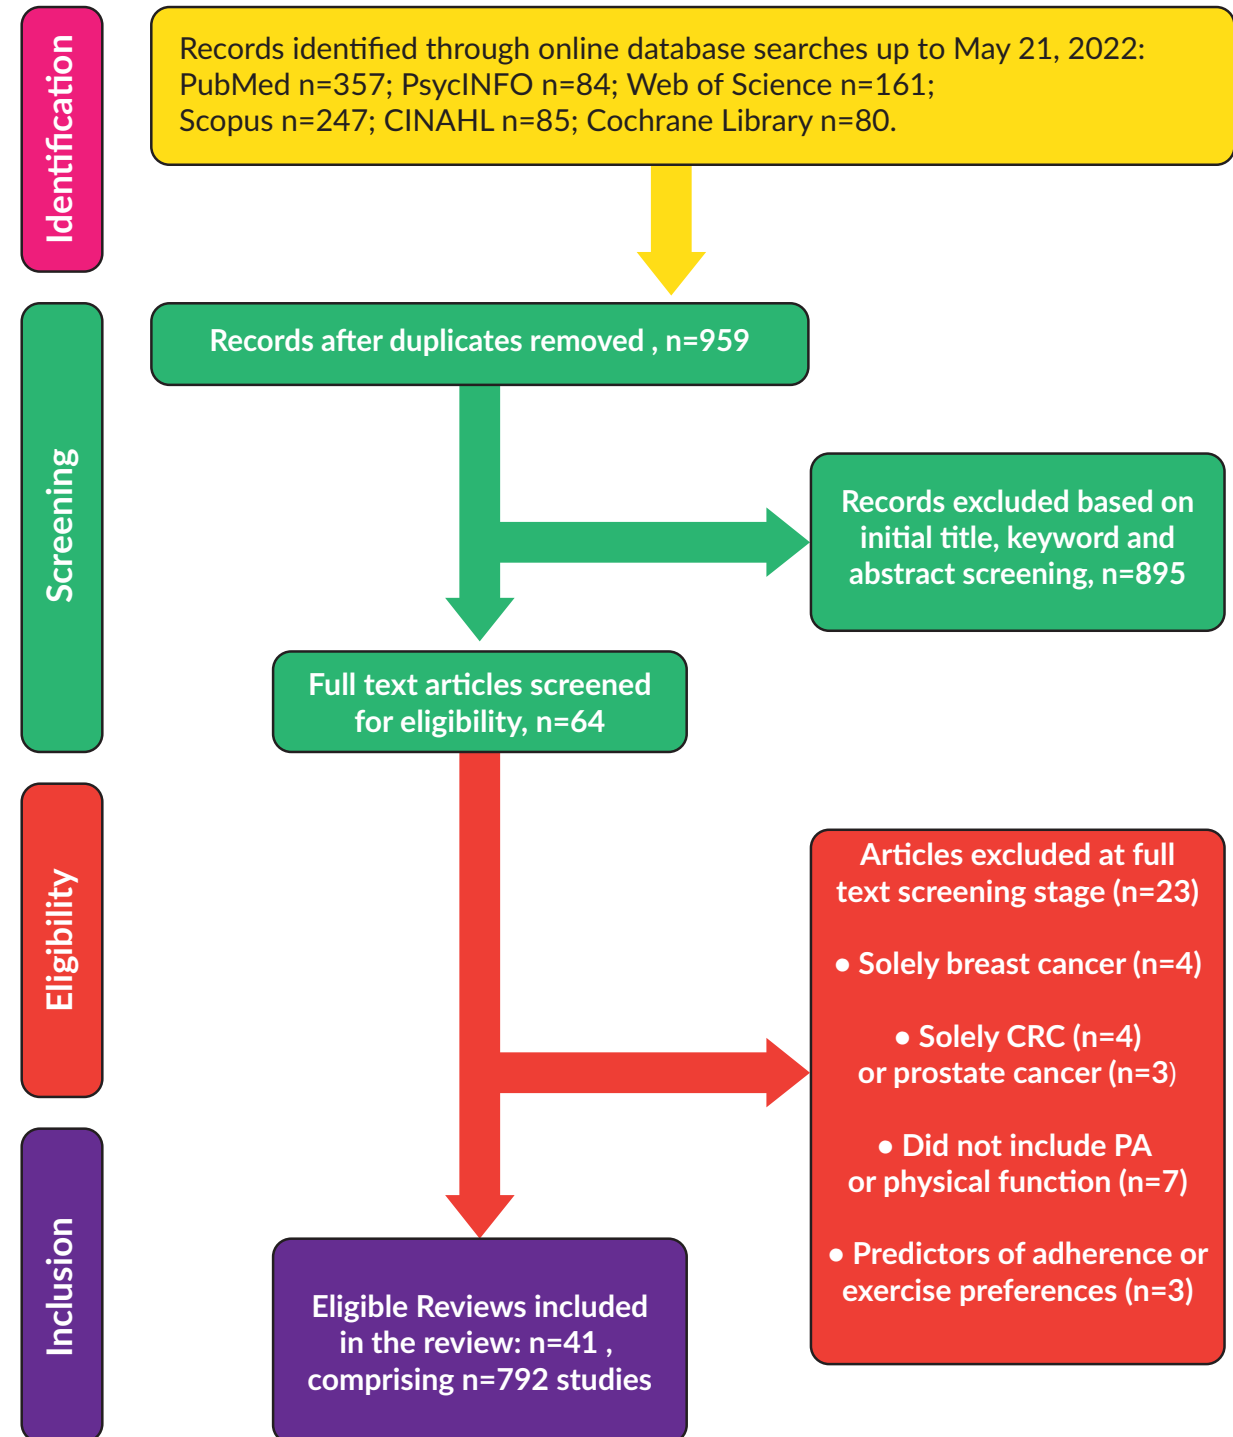 Identification
Records identified through online database searches up to May 21, 2022:
PubMed n=357; PsycINFO n=84; Web of Science n=161;
Scopus n=247; CINAHL n=85; Cochrane Library n=80.
Screening
Records after duplicates removed , n=959
Records excluded based on
initial title, keyword and
abstract screening, n=895
Full text articles screened
for eligibility, n=64
Eligibility
Articles excluded at full
text screening stage (n=23)
● Solely breast cancer (n=4)
● Solely CRC (n=4)
or prostate cancer (n=3)
● Did not include PA
or physical function (n=7)
● Predictors of adherence or
exercise preferences (n=3)
Inclusion
Eligible Reviews included
in the review: n=41 ,
comprising n=792 studies